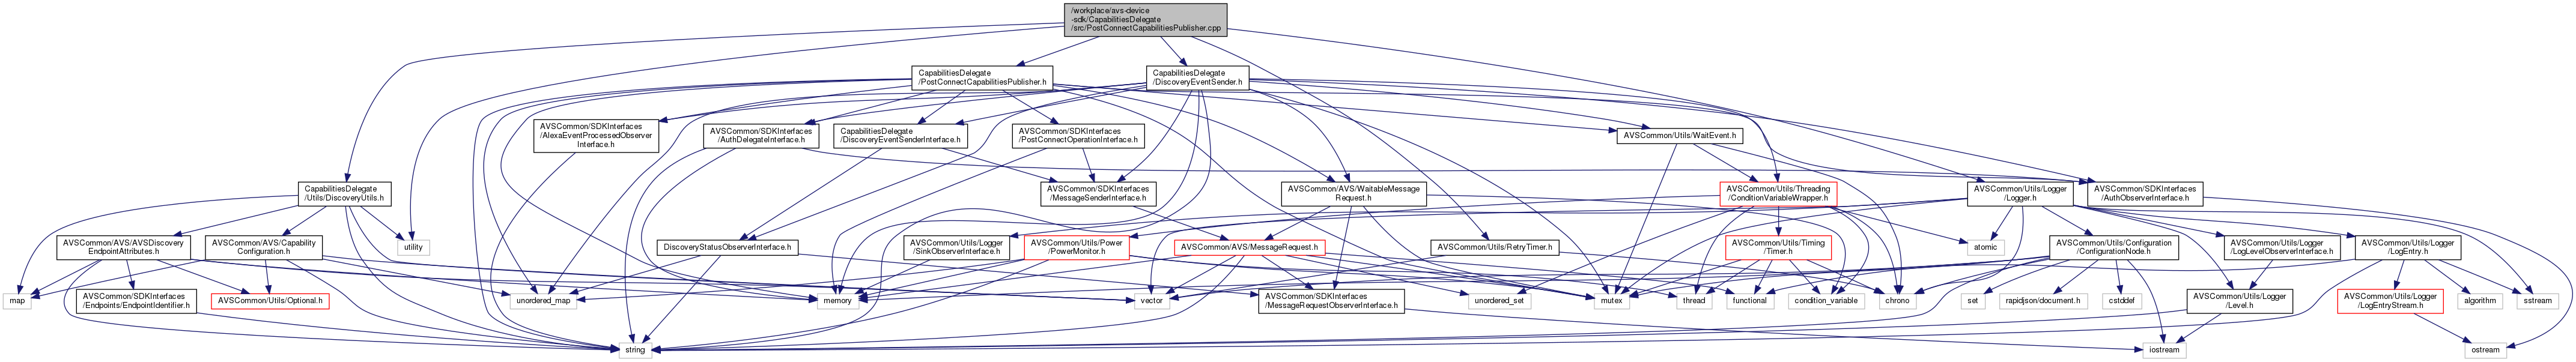 /workplace/avs-device
-sdk/CapabilitiesDelegate
/src/PostConnectCapabilitiesPublisher.cpp
CapabilitiesDelegate
/PostConnectCapabilitiesPublisher.h
CapabilitiesDelegate
/DiscoveryEventSender.h
AVSCommon/SDKInterfaces
/AlexaEventProcessedObserver
Interface.h
AVSCommon/SDKInterfaces
/AuthDelegateInterface.h
CapabilitiesDelegate
/DiscoveryEventSenderInterface.h
AVSCommon/SDKInterfaces
/PostConnectOperationInterface.h
AVSCommon/Utils/WaitEvent.h
CapabilitiesDelegate
/Utils/DiscoveryUtils.h
AVSCommon/SDKInterfaces
/MessageSenderInterface.h
AVSCommon/AVS/WaitableMessage
Request.h
AVSCommon/Utils/Threading
/ConditionVariableWrapper.h
AVSCommon/Utils/Logger
/Logger.h
AVSCommon/SDKInterfaces
/AuthObserverInterface.h
AVSCommon/AVS/AVSDiscovery
EndpointAttributes.h
AVSCommon/AVS/Capability
Configuration.h
utility
DiscoveryStatusObserverInterface.h
AVSCommon/Utils/Logger
/SinkObserverInterface.h
AVSCommon/Utils/Power
/PowerMonitor.h
AVSCommon/AVS/MessageRequest.h
AVSCommon/Utils/RetryTimer.h
AVSCommon/Utils/Timing
/Timer.h
atomic
AVSCommon/Utils/Configuration
/ConfigurationNode.h
AVSCommon/Utils/Logger
/LogLevelObserverInterface.h
AVSCommon/Utils/Logger
/LogEntry.h
map
AVSCommon/SDKInterfaces
/Endpoints/EndpointIdentifier.h
AVSCommon/Utils/Optional.h
unordered_map
memory
vector
AVSCommon/SDKInterfaces
/MessageRequestObserverInterface.h
unordered_set
mutex
thread
functional
condition_variable
chrono
set
rapidjson/document.h
cstddef
AVSCommon/Utils/Logger
/Level.h
AVSCommon/Utils/Logger
/LogEntryStream.h
algorithm
sstream
string
iostream
ostream